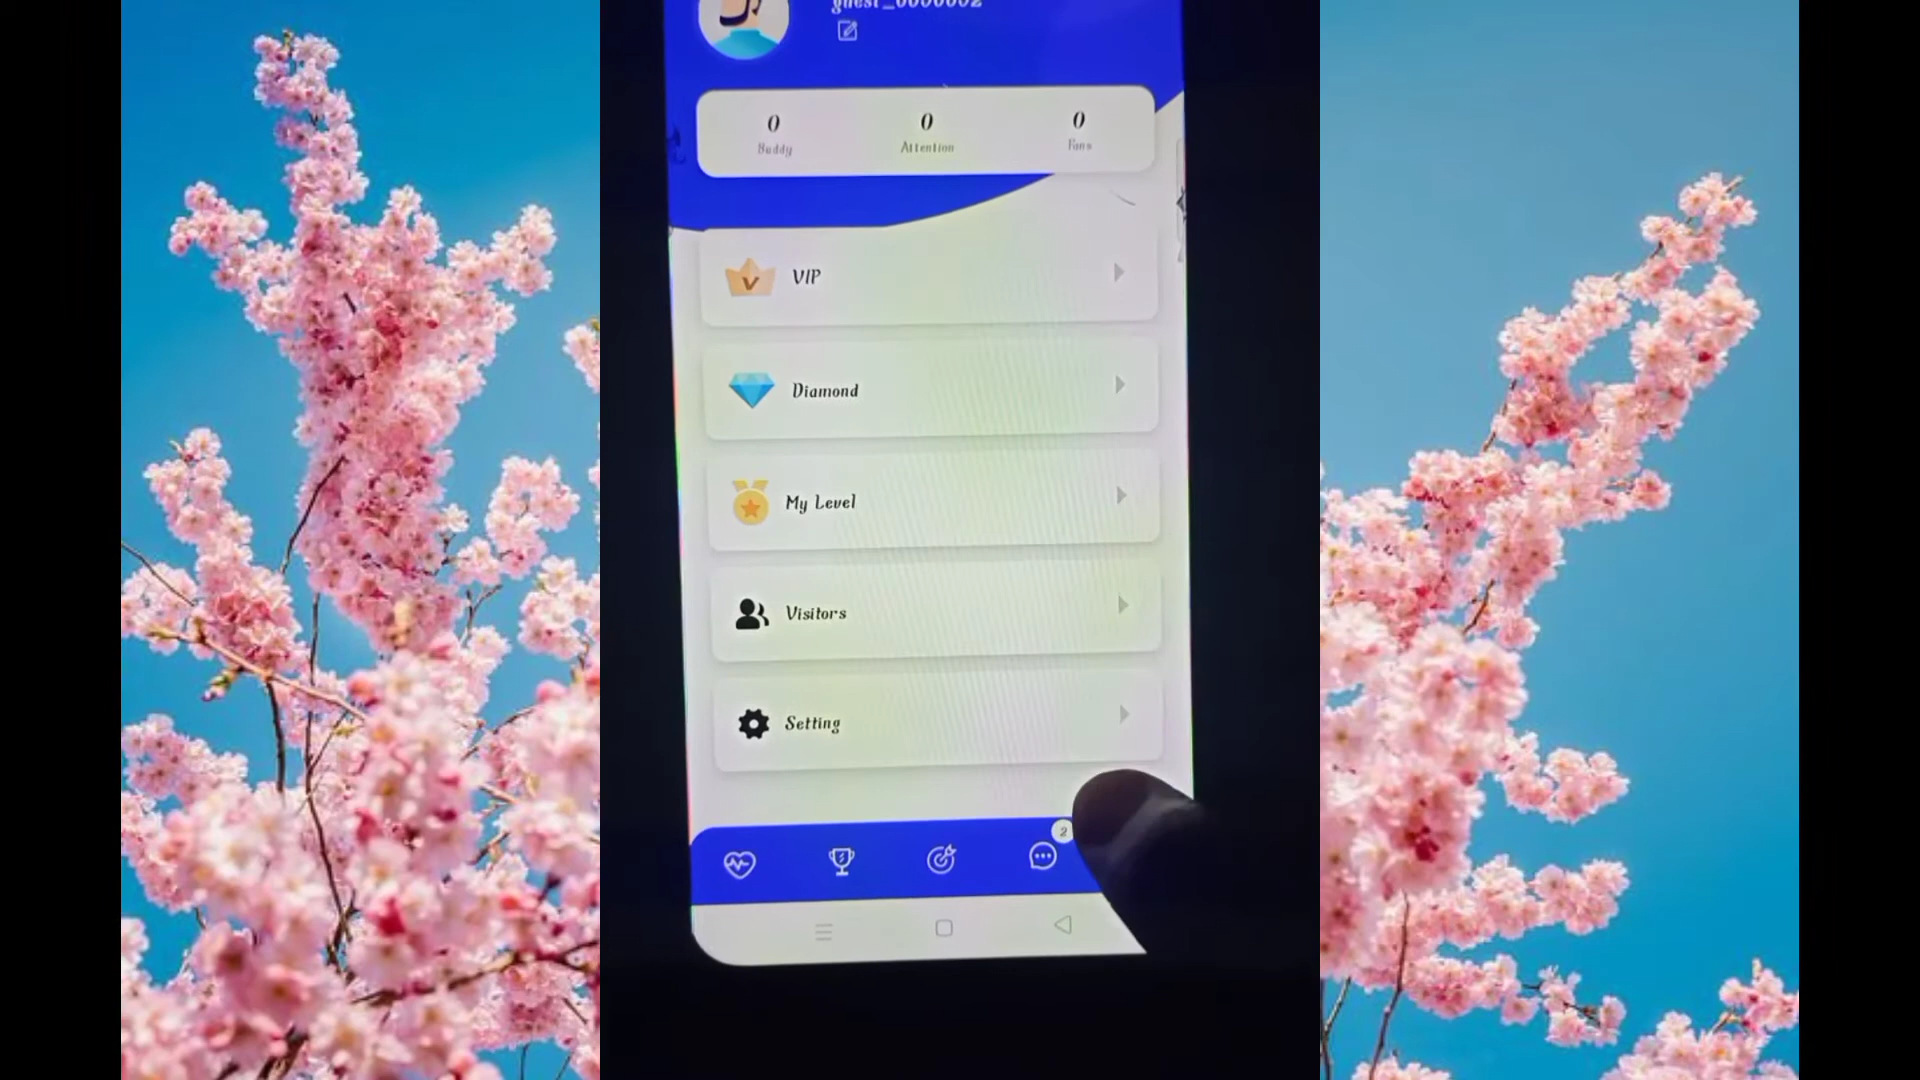 0 0 0
Buddy Attention Fans
VIP
Diamond
My Level
Visitors
Setting
2